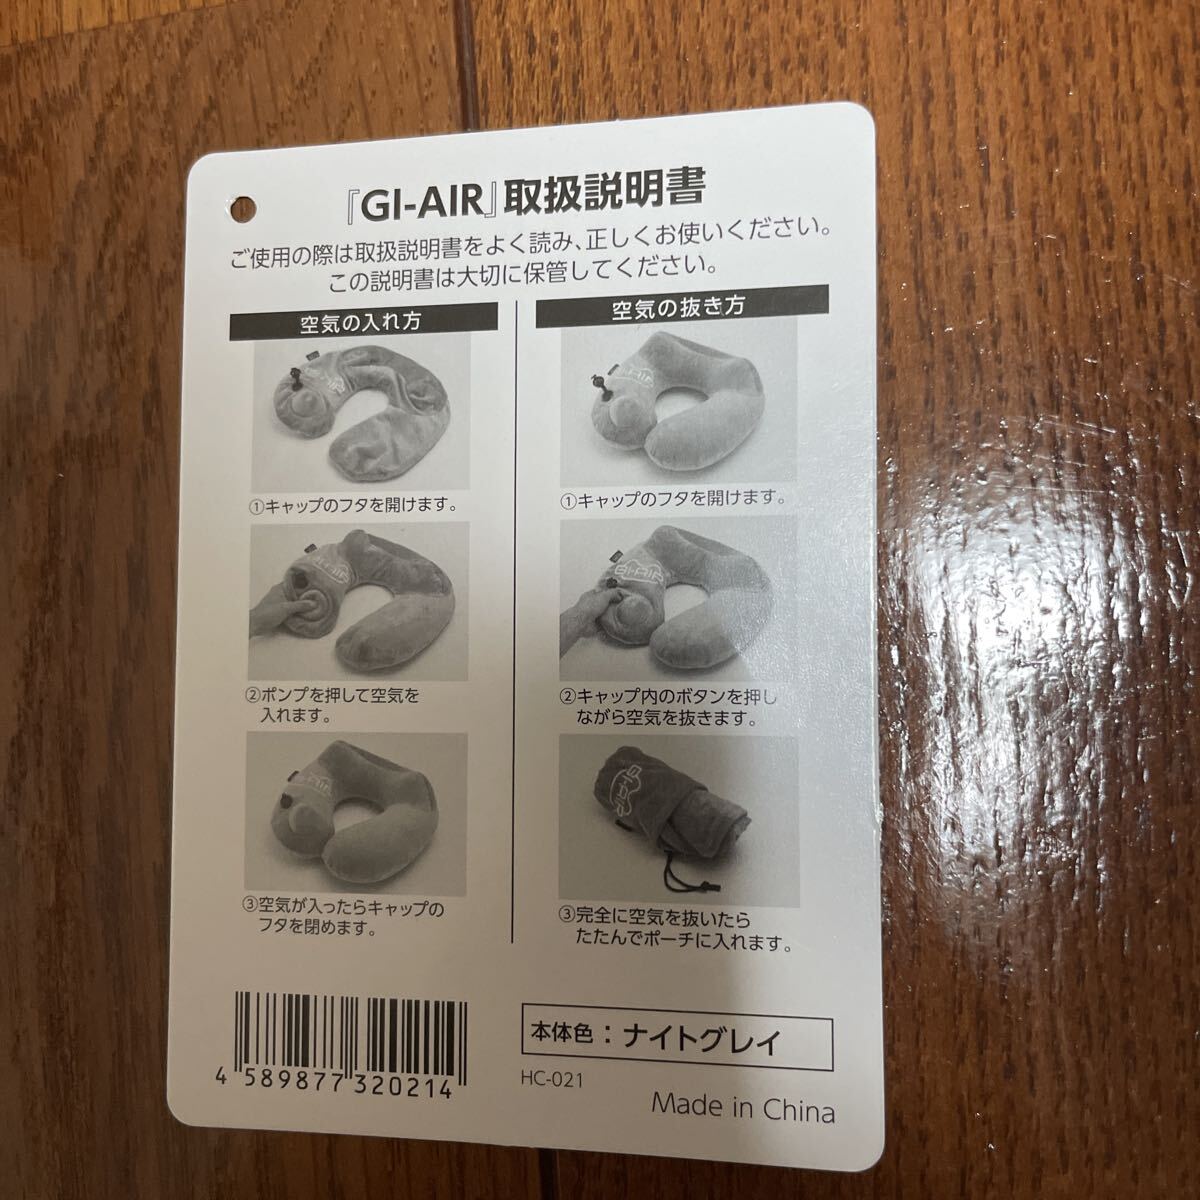 『GI-AIR』取扱説明書
ご使用の際は取扱説明書をよく読み、正しくお使いください。
この説明書は大切に保管してください。
空気の入れ方
①キャップのフタを開けます。
②ポンプを押して空気を
入れます。
③空気が入ったらキャップの
フタを閉めます。
空気の抜き方
①キャップのフタを開けます。
②キャップ内のボタンを押し
ながら空気を抜きます。
③完全に空気を抜いたら
たたんでポーチに入れます。
4 589877 320214
本体色：ナイトグレイ
HC-021
Made in China